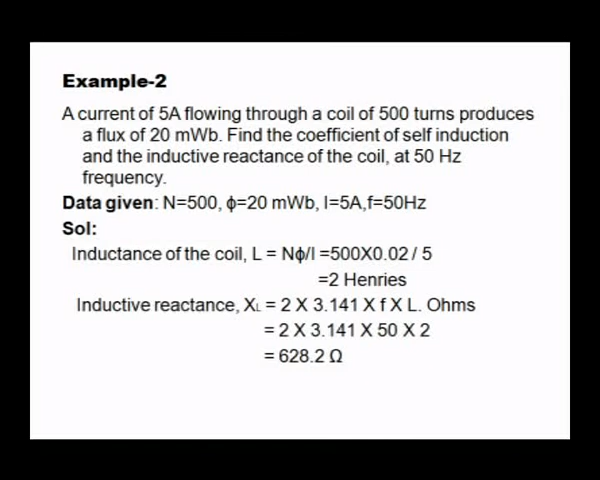 Example-2
A current of 5A flowing through a coil of 500 turns produces
a flux of 20 mWb. Find the coefficient of self induction
and the inductive reactance of the coil, at 50 Hz
frequency.
Data given: N=500, ϕ=20 mWb, I=5A,f=50Hz
Sol:
Inductance of the coil, L = Nϕ/I =500X0.02 / 5
=2 Henries
Inductive reactance, XL = 2 X 3.141 X f X L. Ohms
= 2 X 3.141 X 50 X 2
= 628.2 Ω